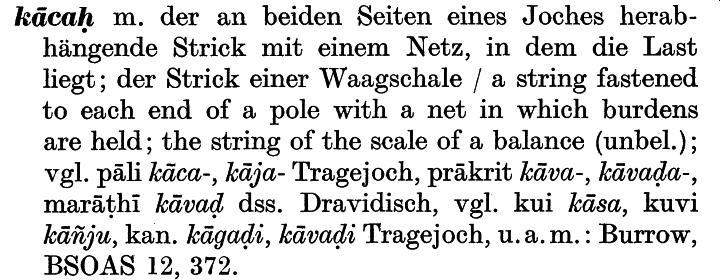 kācaḥ m. der an beiden Seiten eines Joches herab-
hängende Strick mit einem Netz, in dem die Last
liegt; der Strick einer Waagschale / a string fastened
to each end of a pole with a net in which burdens
are held; the string of the scale of a balance (unbel.);
vgl. pāli kāca-, kāja- Tragejoch, prākrit kāva-, kāvaḍa-,
marāṭhī kāvaḍ dss. Dravidisch, vgl. kui kāsa, kuvi
kāñju, kan. kāgaḍi, kāvaḍi Tragejoch, u. a. m.: Burrow,
BSOAS 12, 372.